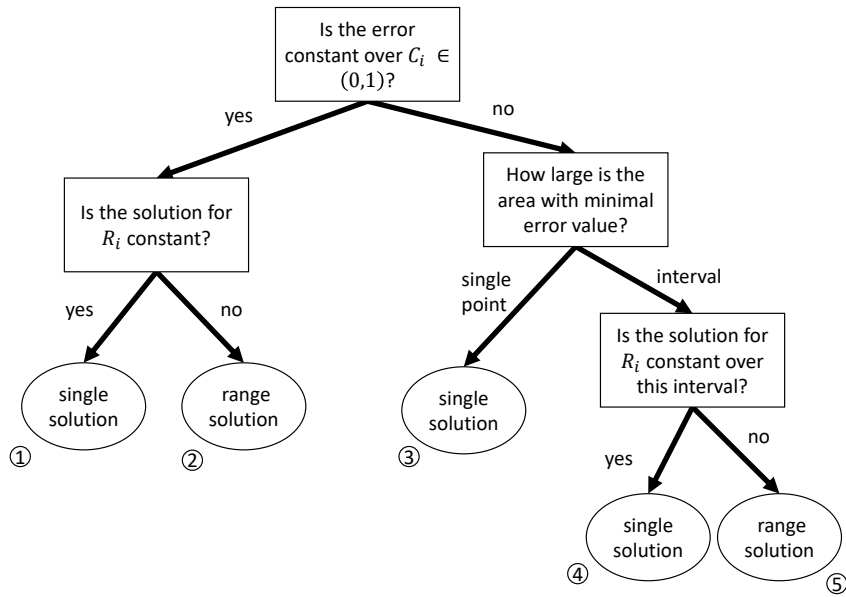 Is the error
constant over C_i ∈
(0,1)?
yes
no
Is the solution for
R_i constant?
How large is the
area with minimal
error value?
yes
no
single
point
interval
single
solution
①
range
solution
②
single
solution
③
Is the solution for
R_i constant over
this interval?
yes
no
single
solution
④
range
solution
⑤